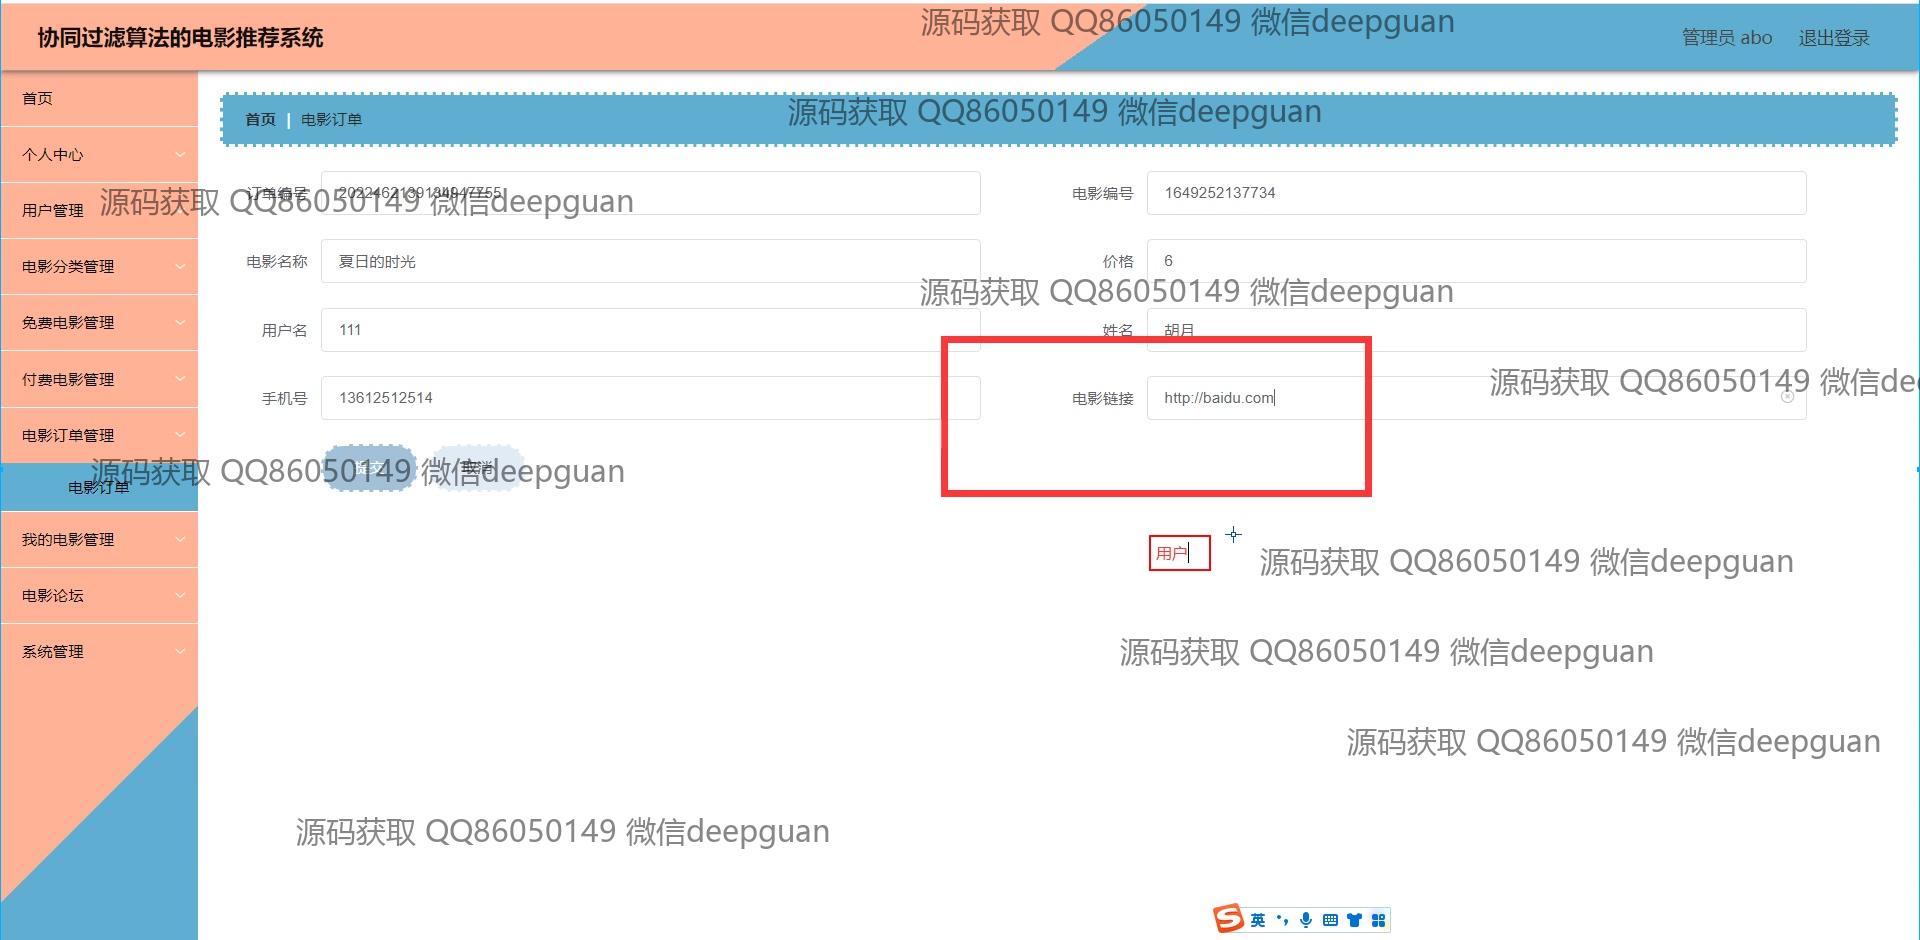 协同过滤算法的电影推荐系统
源码获取 QQ86050149 微信deepguan
管理员 abo 退出登录
首页
首页 | 电影订单
源码获取 QQ86050149 微信deepguan
个人中心
订单编号 2022462139134947755
电影编号 1649252137734
用户管理
源码获取 QQ86050149 微信deepguan
电影分类管理
电影名称 夏日的时光
价格 6
源码获取 QQ86050149 微信deepguan
免费电影管理
用户名 111
姓名 胡月
付费电影管理
源码获取 QQ86050149 微信de
手机号 13612512514
电影链接 http://baidu.com
电影订单管理
提交 取消
源码获取 QQ86050149 微信deepguan
电影订单
我的电影管理
用户
源码获取 QQ86050149 微信deepguan
电影论坛
系统管理
源码获取 QQ86050149 微信deepguan
源码获取 QQ86050149 微信deepguan
源码获取 QQ86050149 微信deepguan
S 英